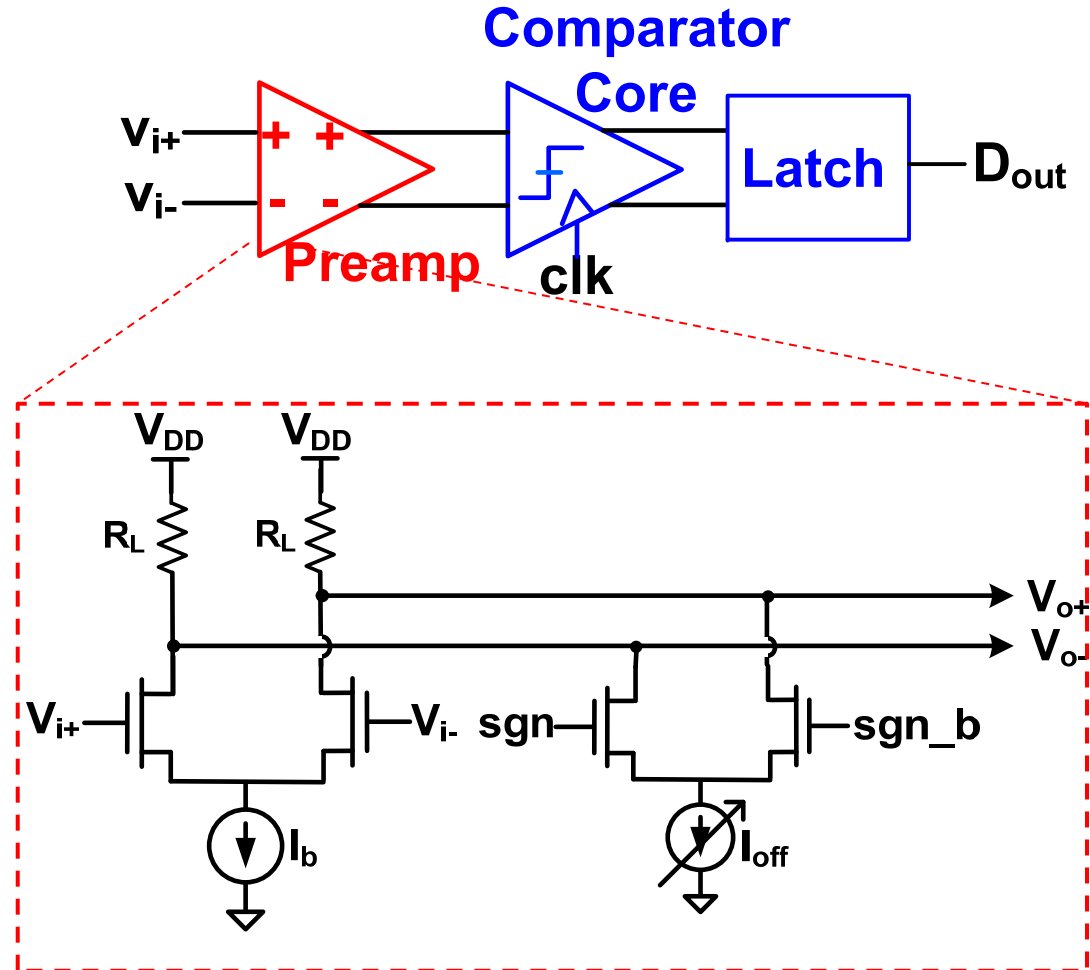 Comparator
Core
Vi+
+ +
Latch
Dout
Vi-
- -
Preamp
clk
VDD
VDD
RL
RL
Vo+
Vo-
Vi+
Vi-
sgn
sgn_b
Ib
Ioff